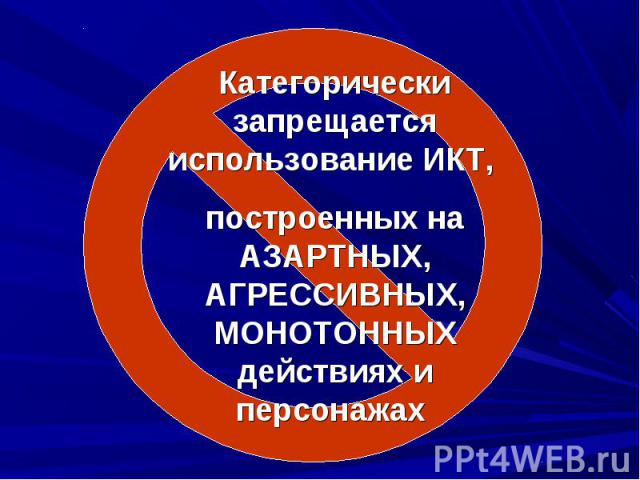 Категорически
запрещается
использование ИКТ,
построенных на
АЗАРТНЫХ,
АГРЕССИВНЫХ,
МОНОТОННЫХ
действиях и
персонажах
PPt4WEB.ru